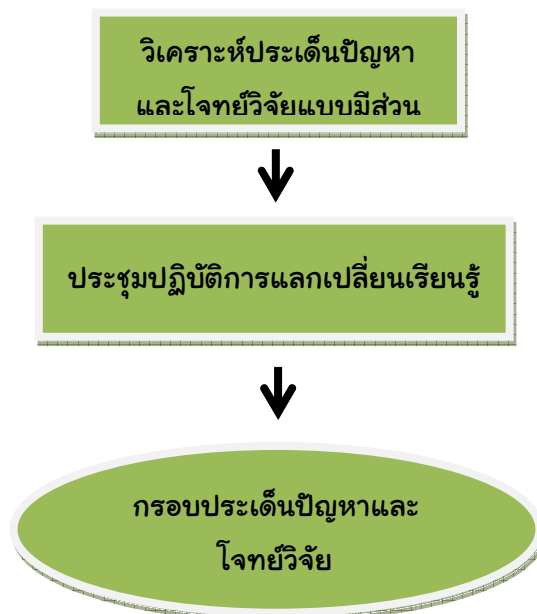 วิเคราะห์ประเด็นปัญหา
และโจทย์วิจัยแบบมีส่วน
ประชุมปฏิบัติการแลกเปลี่ยนเรียนรู้
กรอบประเด็นปัญหาและ
โจทย์วิจัย